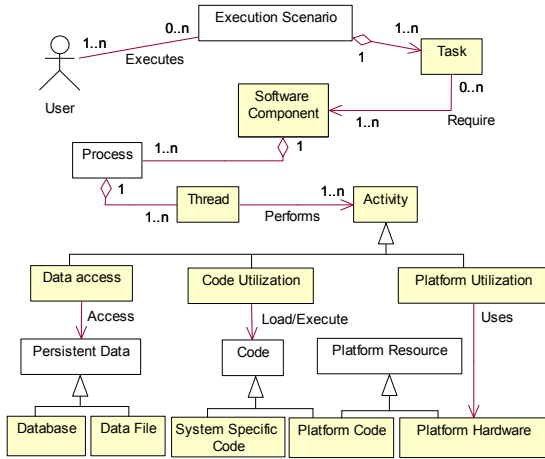 Execution Scenario
0..n
1..n
1..n
Executes
1
Task
User
0..n
Software
Component
1..n
Require
1
Process
1..n
1
Thread
1..n
Activity
1..n
Performs
Data access
Code Utilization
Platform Utilization
Access
Load/Execute
Uses
Persistent Data
Code
Platform Resource
Database
Data File
System Specific
Code
Platform Code
Platform Hardware